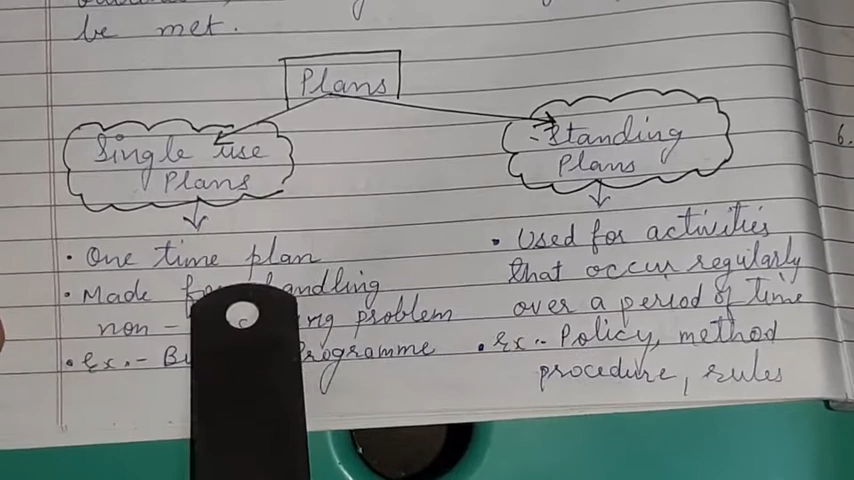 be met.
Plans
Single use
Plans
Standing
Plans
• One time plan
• Made handling
non - problem
• Ex.- Programme
• Used for activities
that occur regularly
over a period of time
• Ex:- Policy, method
procedure, rules
6.